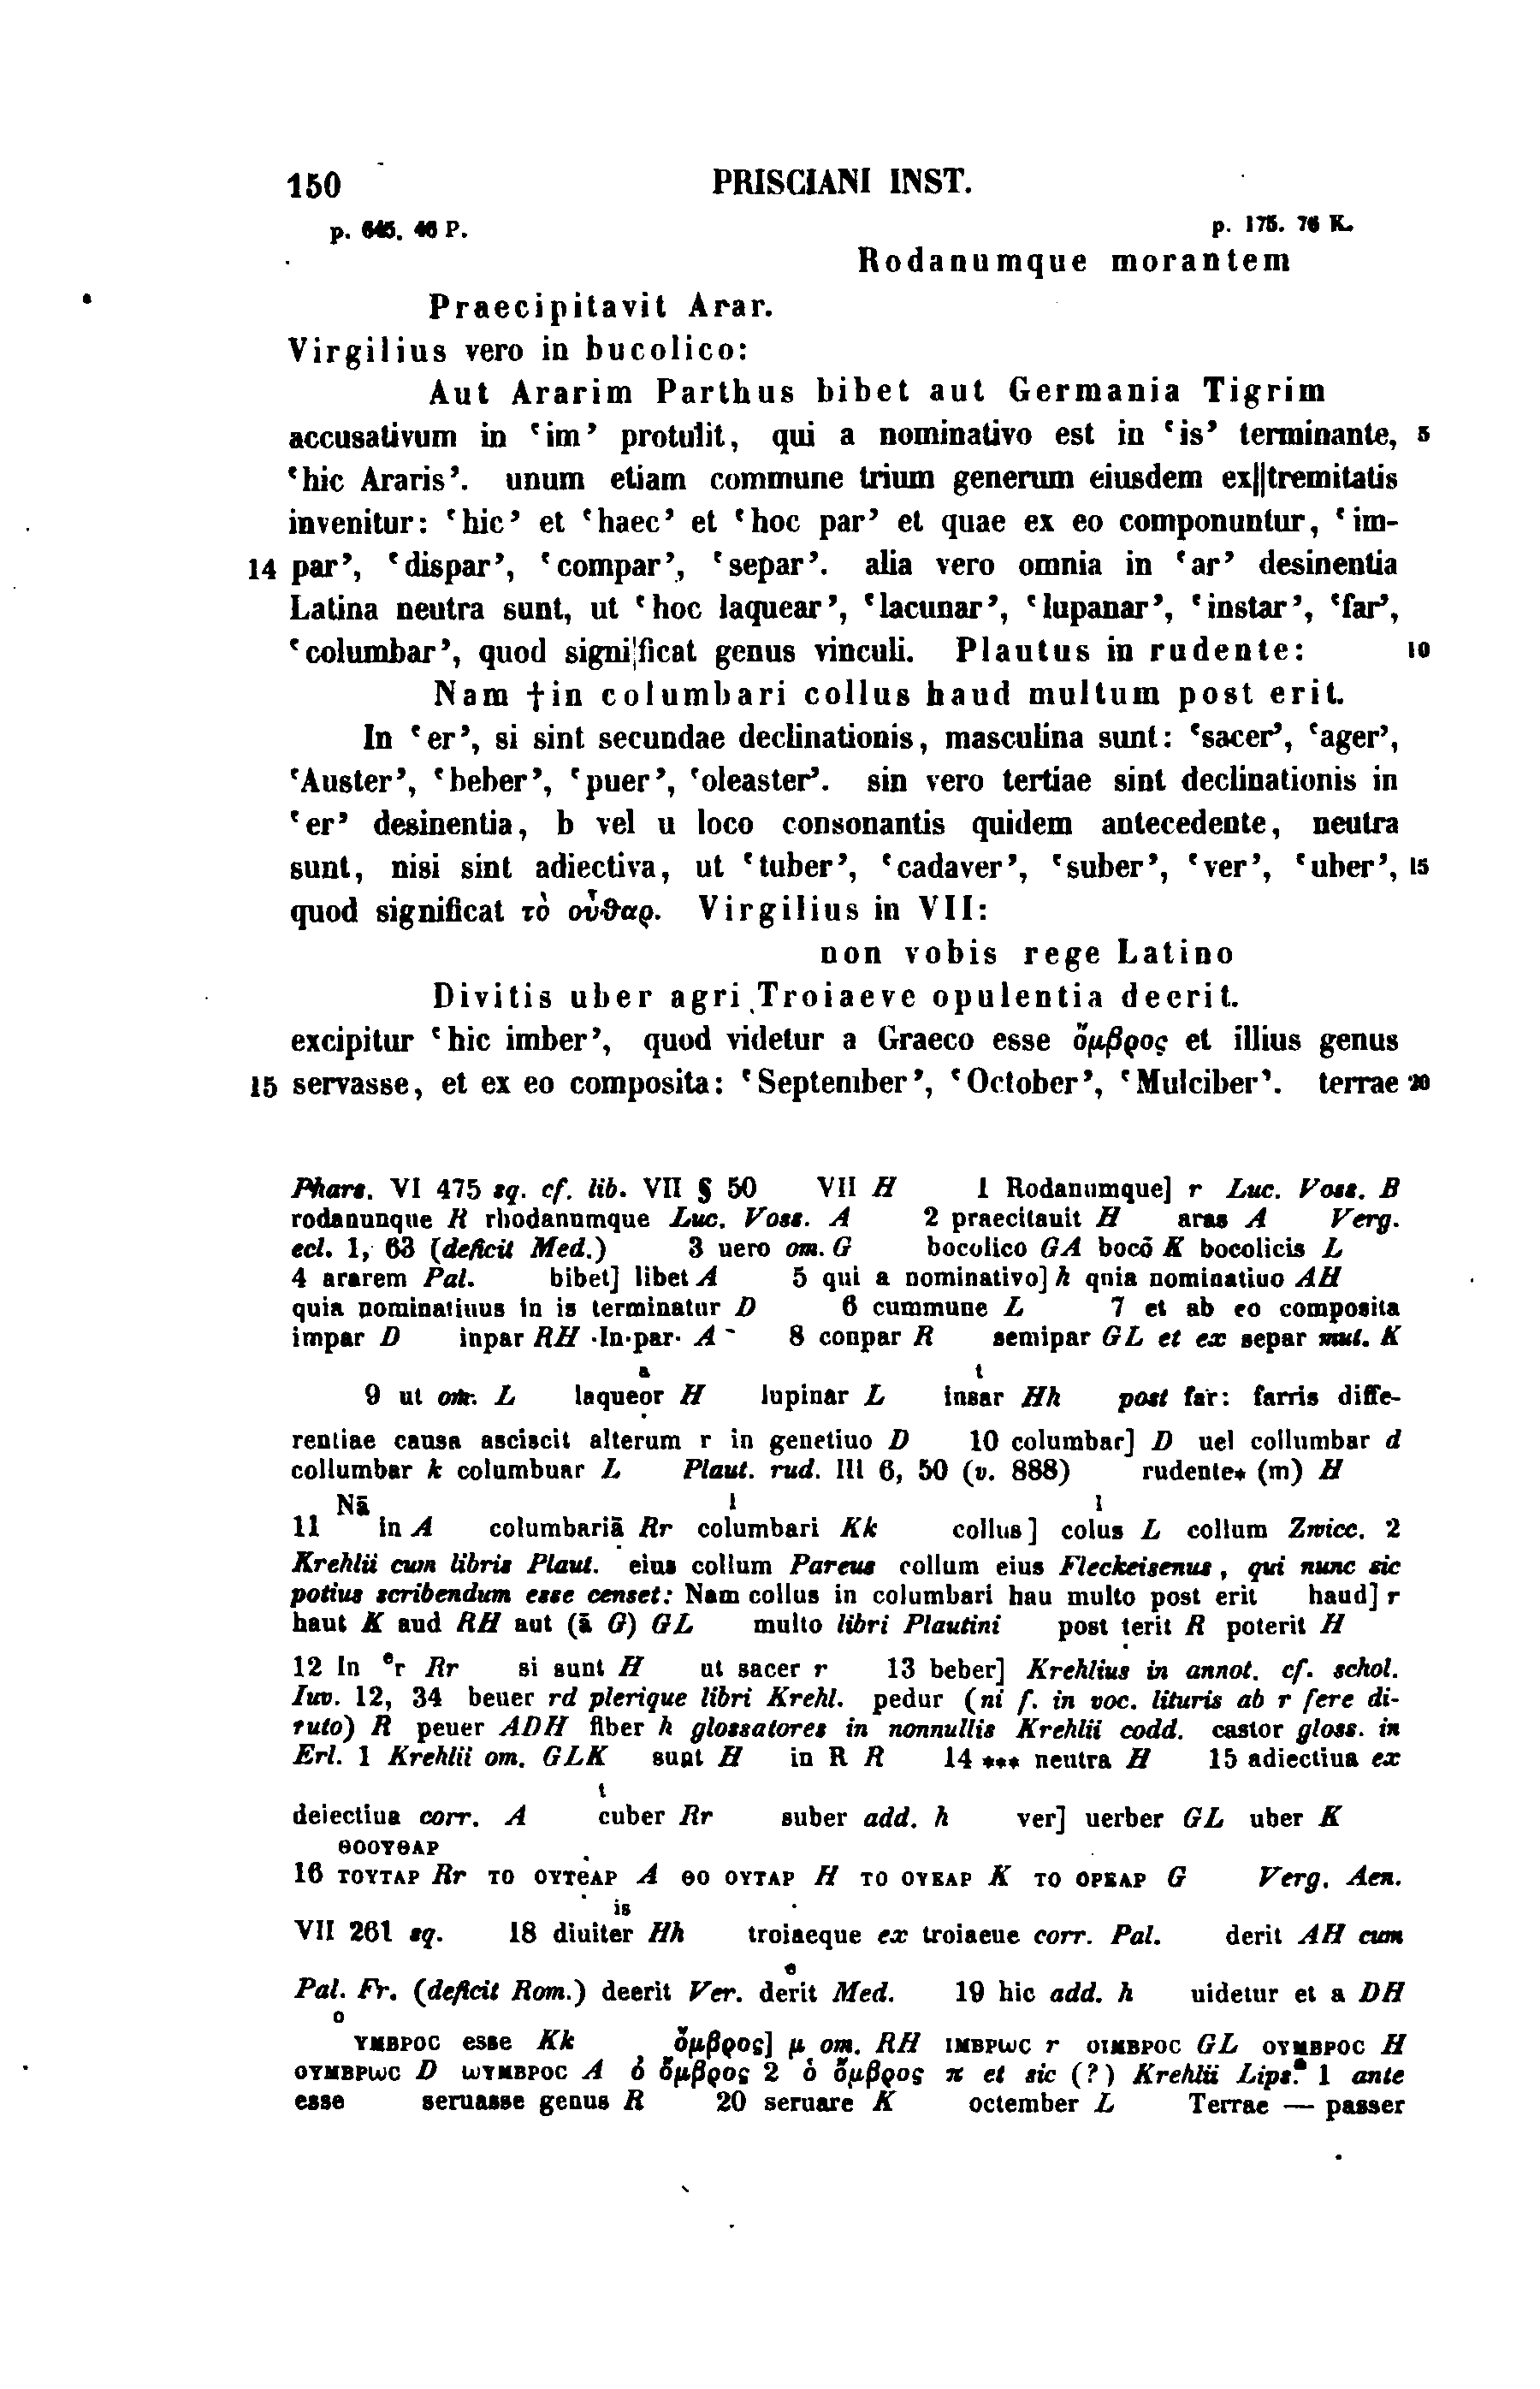 150 PRISCIANI INST.
p. 645. 46 P. p. 175. 76 K.
Rodanumque morantem
Praecipitavit Arar.
Virgilius vero in bucolico:
Aut Ararim Parthus bibet aut Germania Tigrim
accusativum in ‘im’ protulit, qui a nominativo est in ‘is’ terminante, 5
‘hic Araris’. unum etiam commune trium generum eiusdem ex||tremitatis
invenitur: ‘hic’ et ‘haec’ et ‘hoc par’ et quae ex eo componuntur, ‘im-
14 par’, ‘dispar’, ‘compar’, ‘separ’. alia vero omnia in ‘ar’ desinentia
Latina neutra sunt, ut ‘hoc laquear’, ‘lacunar’, ‘lupanar’, ‘instar’, ‘far’,
‘columbar’, quod signi|ficat genus vinculi. Plautus in rudente: 10
Nam †in columbari collus haud multum post erit.
In ‘er’, si sint secundae declinationis, masculina sunt: ‘sacer’, ‘ager’,
‘Auster’, ‘beber’, ‘puer’, ‘oleaster’. sin vero tertiae sint declinationis in
‘er’ desinentia, b vel u loco consonantis quidem antecedente, neutra
sunt, nisi sint adiectiva, ut ‘tuber’, ‘cadaver’, ‘suber’, ‘ver’, ‘uber’, 15
quod significat τὸ οὖθαρ. Virgilius in VII:
non vobis rege Latino
Divitis uber agri Troiaeve opulentia deerit.
excipitur ‘hic imber’, quod videtur a Graeco esse ὄμβρος et illius genus
15 servasse, et ex eo composita: ‘September’, ‘October’, ‘Mulciber’. terrae 20
Phars. VI 475 sq. cf. lib. VII § 50 VII H 1 Rodanumque] r Luc. Voss. B
rodanunque R rhodanumque Luc. Voss. A 2 praecitauit H aras A Verg.
ecl. 1, 63 (deficit Med.) 3 uero om. G bocolico GA bocō K bocolicis L
4 ararem Pal. bibet] libet A 5 qui a nominativo] h qnia nominatiuo AH
quia nominatiuus in is terminatur D 6 cummune L 7 et ab eo composita
impar D inpar RH ·In·par· A 8 conpar R semipar GL et ex separ mut. K
a t
9 ut om. L laqueor H lupinar L insar Hh post far: farris diffe-
rentiae causa asciscit alterum r in genetiuo D 10 columbar] D uel collumbar d
collumbar k columbuar L Plaut. rud. III 6, 50 (v. 888) rudente* (m) H
Nā l l
11 in A columbariā Rr columbari Kk collus] colus L collum Zwicc. 2
Krehlii cum libris Plaut. eius collum Pareus collum eius Fleckeisenus, qui nunc sic
potius scribendum esse censet: Nam collus in columbari hau multo post erit haud] r
haut K aud RH aut (ā G) GL multo libri Plautini post terit R poterit H
12 In er Rr si sunt H ut sacer r 13 beber] Krehlius in annot. cf. schol.
Iuv. 12, 34 beuer rd plerique libri Krehl. pedur (ni f. in voc. lituris ab r fere di-
ruto) R peuer ADH fiber h glossatores in nonnullis Krehlii codd. castor gloss. in
Erl. 1 Krehlii om. GLK sunt H in R R 14 *** neutra H 15 adiectiua ex
t
deiectiua corr. A cuber Rr suber add. h ver] uerber GL uber K
ΘΟΟΥΘΑΡ
16 ΤΟΥΤΑΡ Rr ΤΟ ΟΥΤΕΑΡ A ΘΟ ΟΥΤΑΡ H ΤΟ ΟΥΕΑΡ K ΤΟ ΟΡΕΑΡ G Verg. Aen.
is
VII 261 sq. 18 diuiter Hh troiaeque ex troiaeue corr. Pal. derit AH cum
e
Pal. Fr. (deficit Rom.) deerit Ver. derit Med. 19 hic add. h uidetur et a DH
o
ΥΜΒΡΟC esse Kk ὄμβρος] μ om. RH ΙΜΒΡωC r ΟΙΜΒΡΟC GL ΟΥΜΒΡΟC H
ΟΥΜΒΡωC D ωΥΜΒΡΟC A ὁ ὄμβρος 2 ὁ ὄμβρος π et sic (?) Krehlii Lips. 1 ante
esse seruasse genus R 20 seruare K octember L Terrae — passer